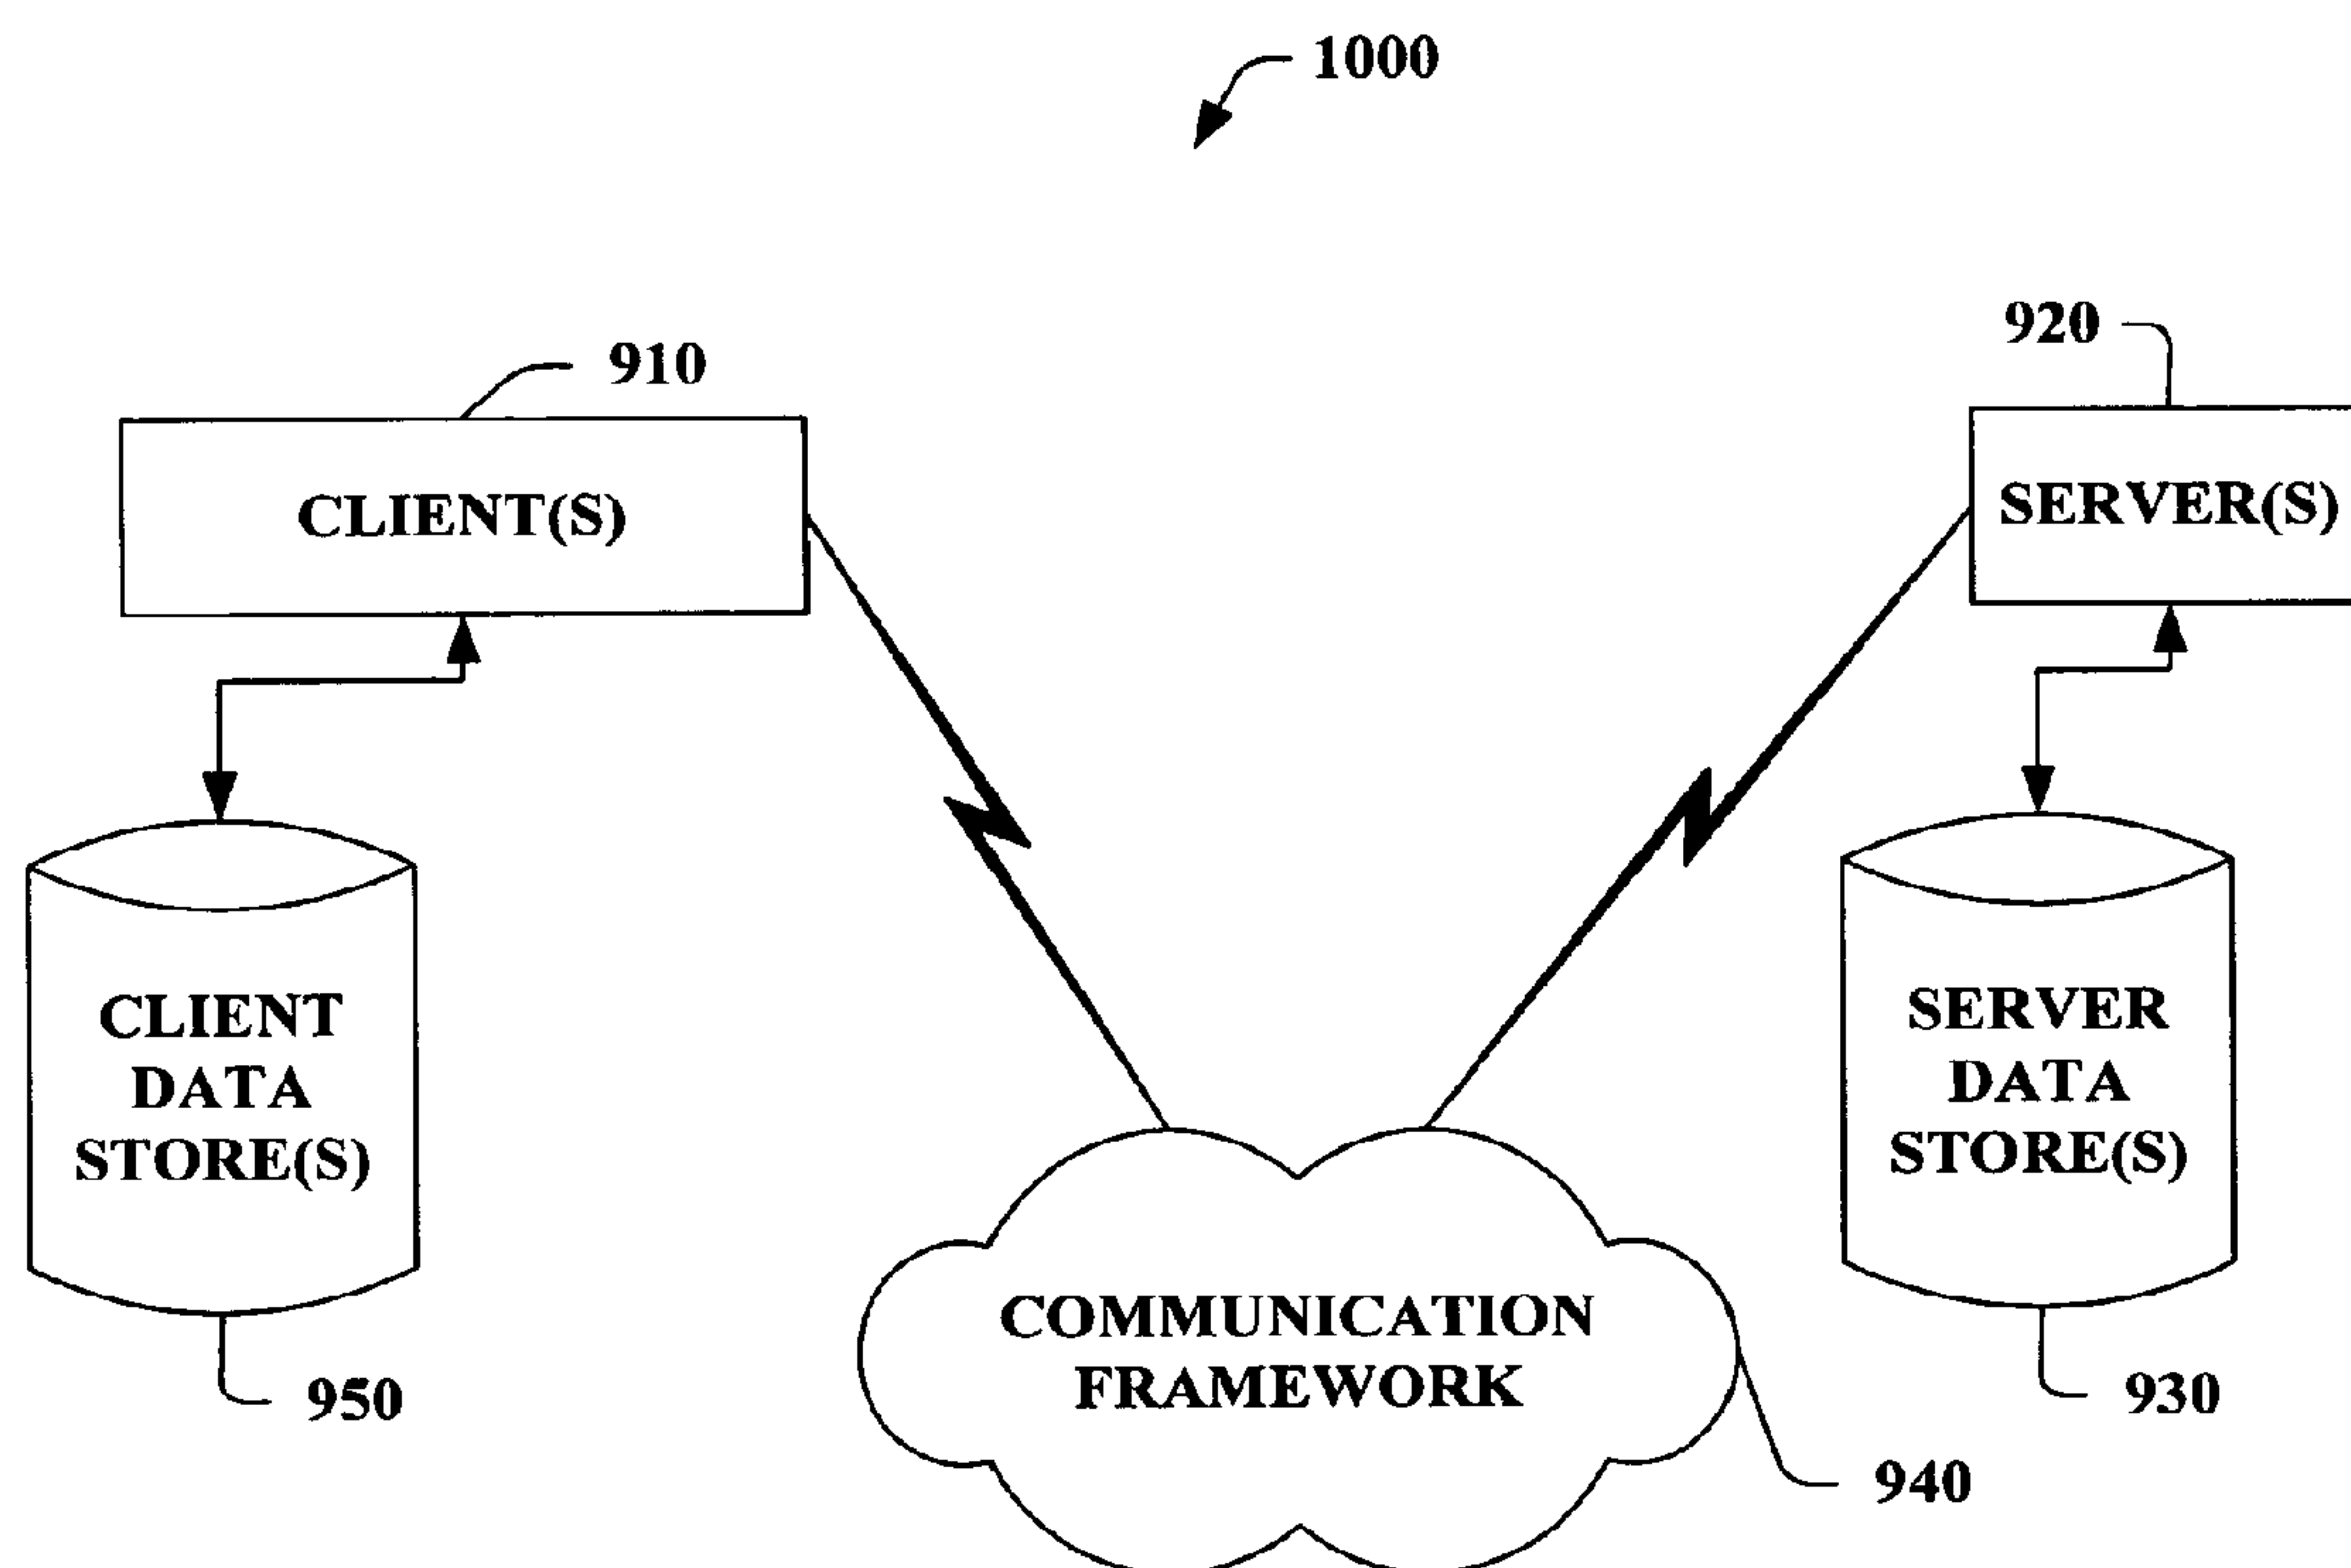 1000
910
920
CLIENT(S)
SERVER(S)
CLIENT
DATA
STORE(S)
SERVER
DATA
STORE(S)
COMMUNICATION
FRAMEWORK
950
930
940